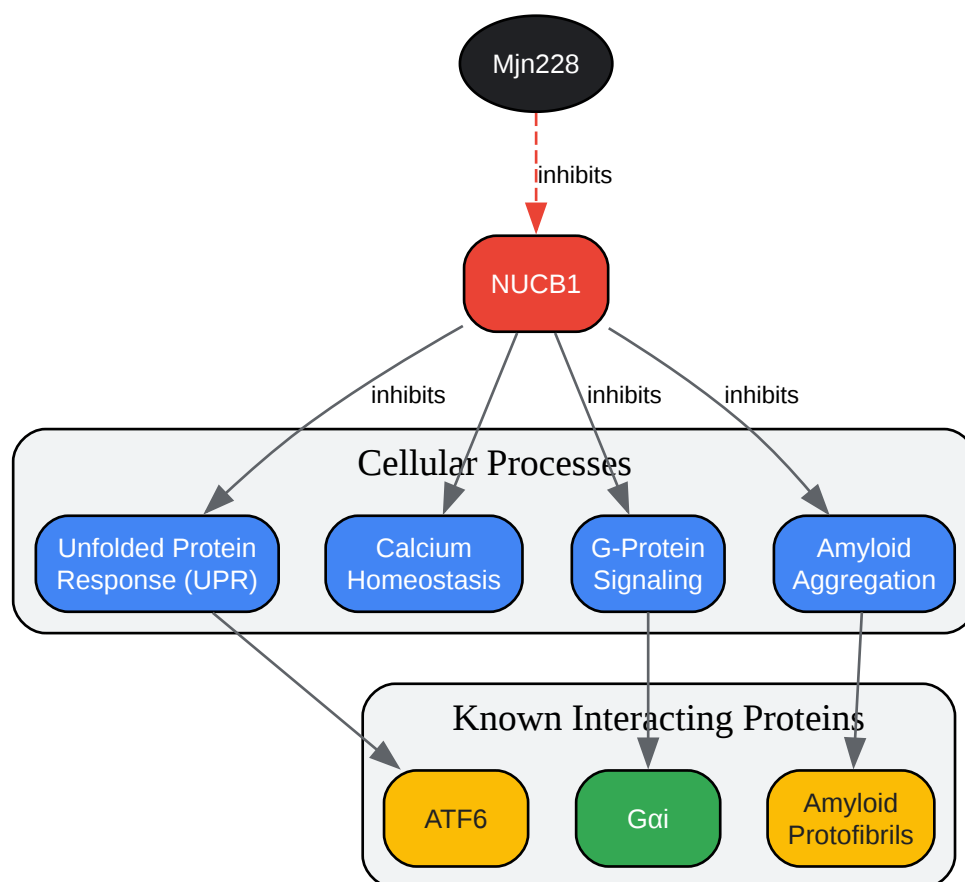 Mjn228
inhibits
NUCB1
inhibits
inhibits
inhibits
Cellular Processes
Unfolded Protein
Response (UPR)
Calcium
Homeostasis
G-Protein
Signaling
Amyloid
Aggregation
Known Interacting Proteins
ATF6
Gαi
Amyloid
Protofibrils